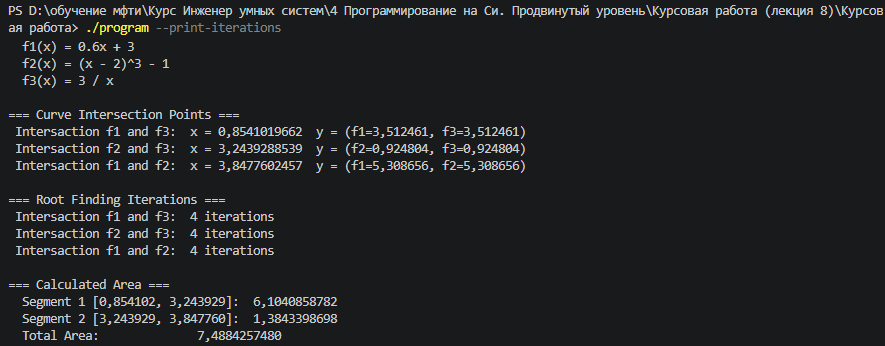 PS D:\обучение мфти\Курс Инженер умных систем\4 Программирование на Си. Продвинутый уровень\Курсовая работа (лекция 8)\Курсов
ая работа> ./program --print-iterations
f1(x) = 0.6x + 3
f2(x) = (x - 2)^3 - 1
f3(x) = 3 / x
=== Curve Intersection Points ===
Intersaction f1 and f3:  x = 0,8541019662  y = (f1=3,512461, f3=3,512461)
Intersaction f2 and f3:  x = 3,2439288539  y = (f2=0,924804, f3=0,924804)
Intersaction f1 and f2:  x = 3,8477602457  y = (f1=5,308656, f2=5,308656)
=== Root Finding Iterations ===
Intersaction f1 and f3:  4 iterations
Intersaction f2 and f3:  4 iterations
Intersaction f1 and f2:  4 iterations
=== Calculated Area ===
Segment 1 [0,854102, 3,243929]:  6,1040858782
Segment 2 [3,243929, 3,847760]:  1,3843398698
Total Area:              7,4884257480